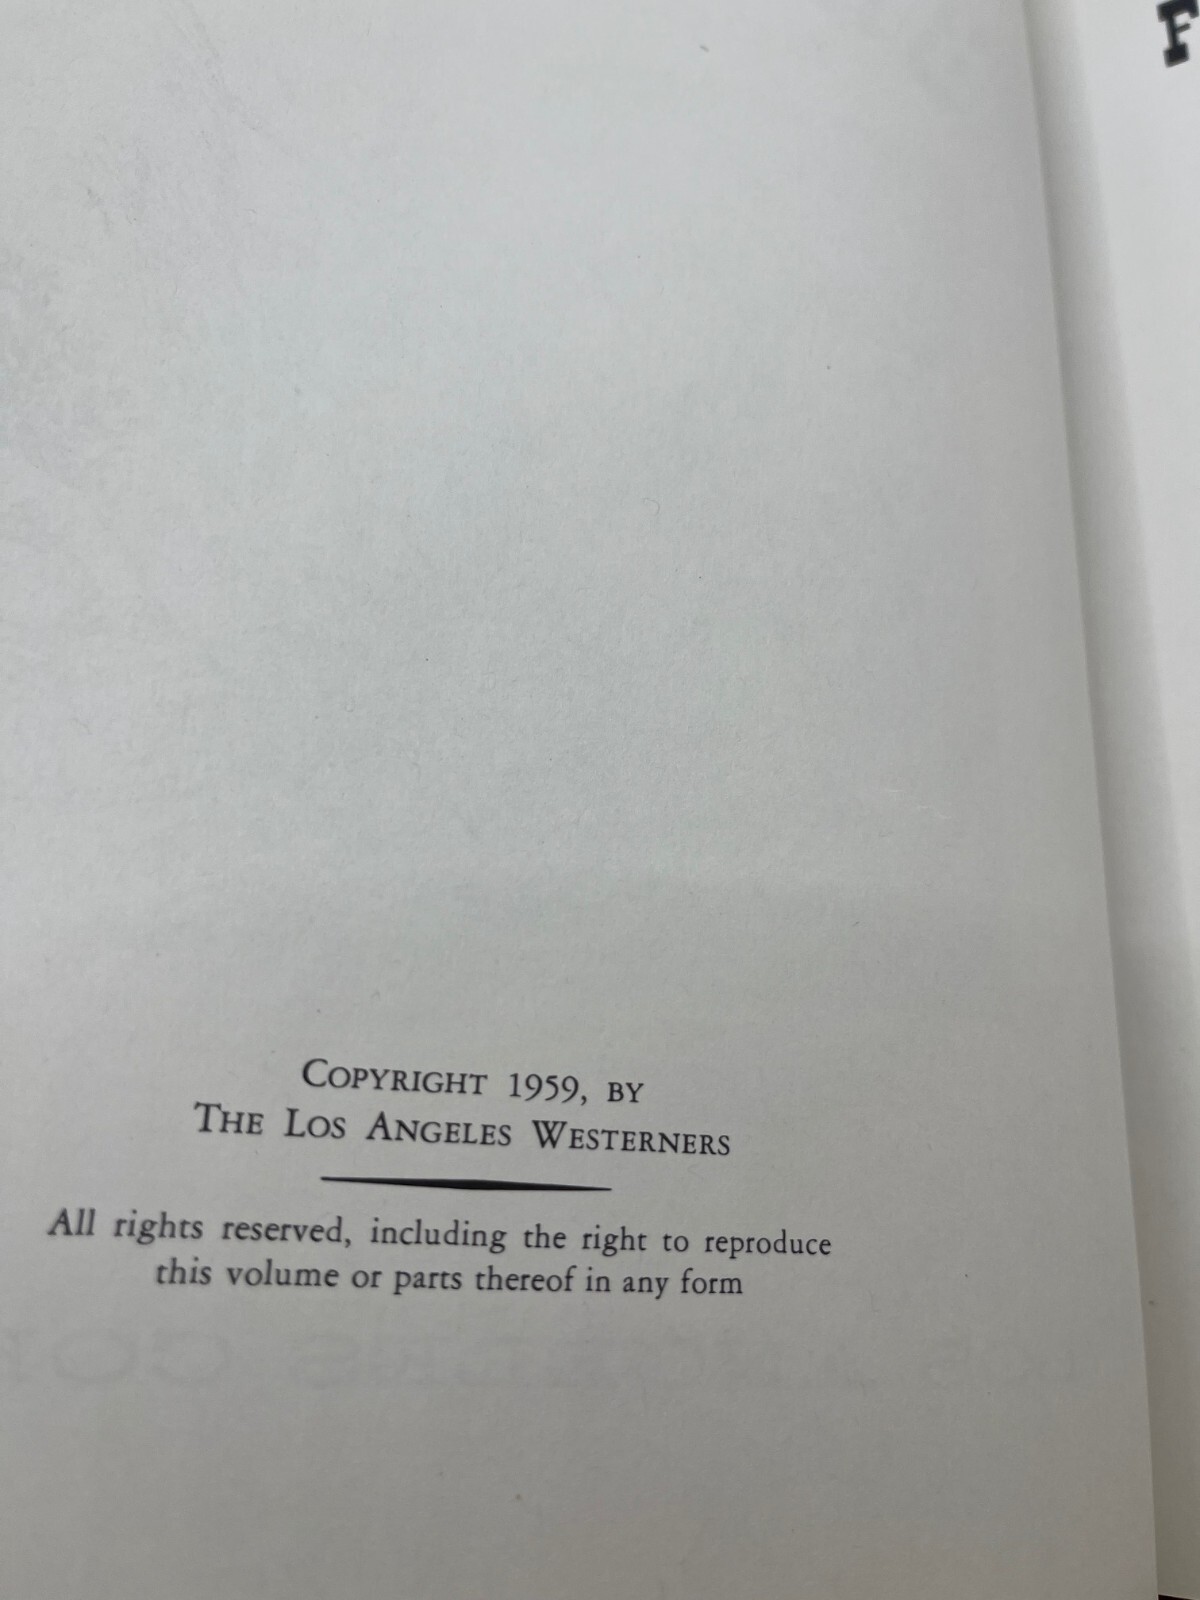 F
COPYRIGHT 1959, BY
THE LOS ANGELES WESTERNERS
All rights reserved, including the right to reproduce
this volume or parts thereof in any form